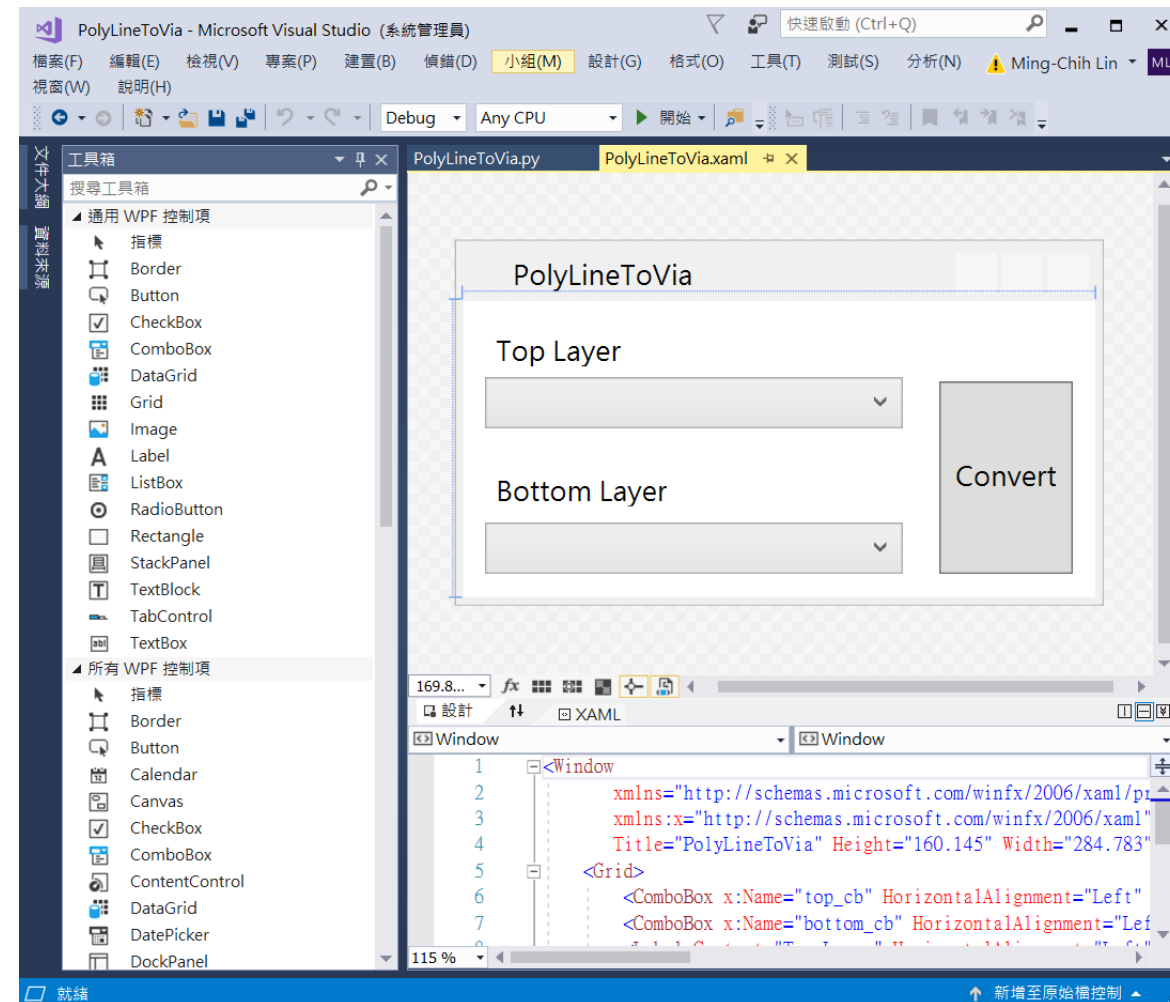 PolyLineToVia - Microsoft Visual Studio (系統管理員)
快速啟動 (Ctrl+Q)
檔案(F) 編輯(E) 檢視(V) 專案(P) 建置(B) 偵錯(D) 小組(M) 設計(G) 格式(O) 工具(T) 測試(S) 分析(N) Ming-Chih Lin ML
視窗(W) 說明(H)
Debug Any CPU 開始
文件大綱
資料來源
工具箱
搜尋工具箱
通用 WPF 控制項
指標
Border
Button
CheckBox
ComboBox
DataGrid
Grid
Image
Label
ListBox
RadioButton
Rectangle
StackPanel
TextBlock
TabControl
TextBox
所有 WPF 控制項
指標
Border
Button
Calendar
Canvas
CheckBox
ComboBox
ContentControl
DataGrid
DatePicker
DockPanel
PolyLineToVia.py PolyLineToVia.xaml
PolyLineToVia
Top Layer
Bottom Layer
Convert
169.8... fx
設計 XAML
Window Window
1 <Window
2 xmlns="http://schemas.microsoft.com/winfx/2006/xaml/pr
3 xmlns:x="http://schemas.microsoft.com/winfx/2006/xaml"
4 Title="PolyLineToVia" Height="160.145" Width="284.783"
5 <Grid>
6 <ComboBox x:Name="top_cb" HorizontalAlignment="Left"
7 <ComboBox x:Name="bottom_cb" HorizontalAlignment="Lef
115 %
就緒 新增至原始檔控制